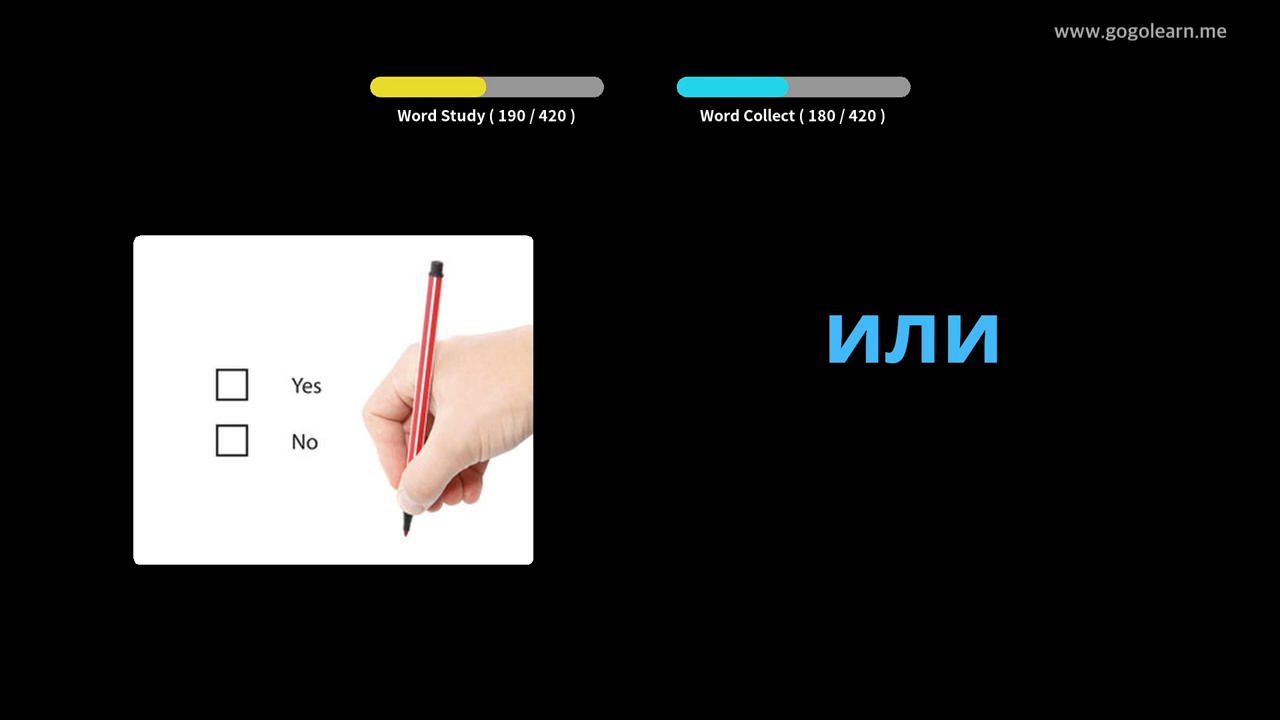 www.gogolearn.me
Word Study ( 190 / 420 )
Word Collect ( 180 / 420 )
Yes
No
или